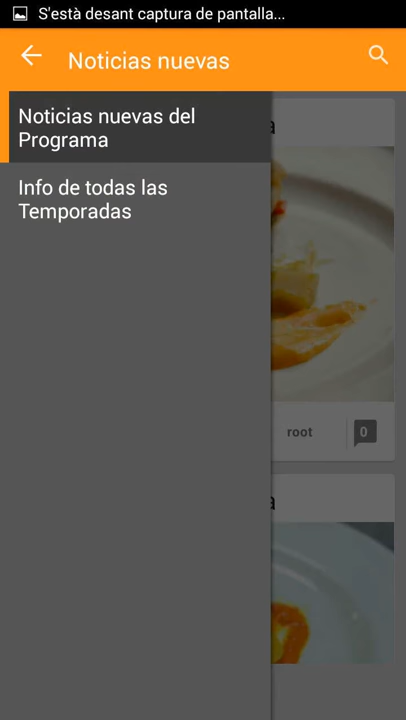 S'està desant captura de pantalla...
Noticias nuevas
Noticias nuevas del
Programa
Info de todas las
Temporadas
a
root
0
a